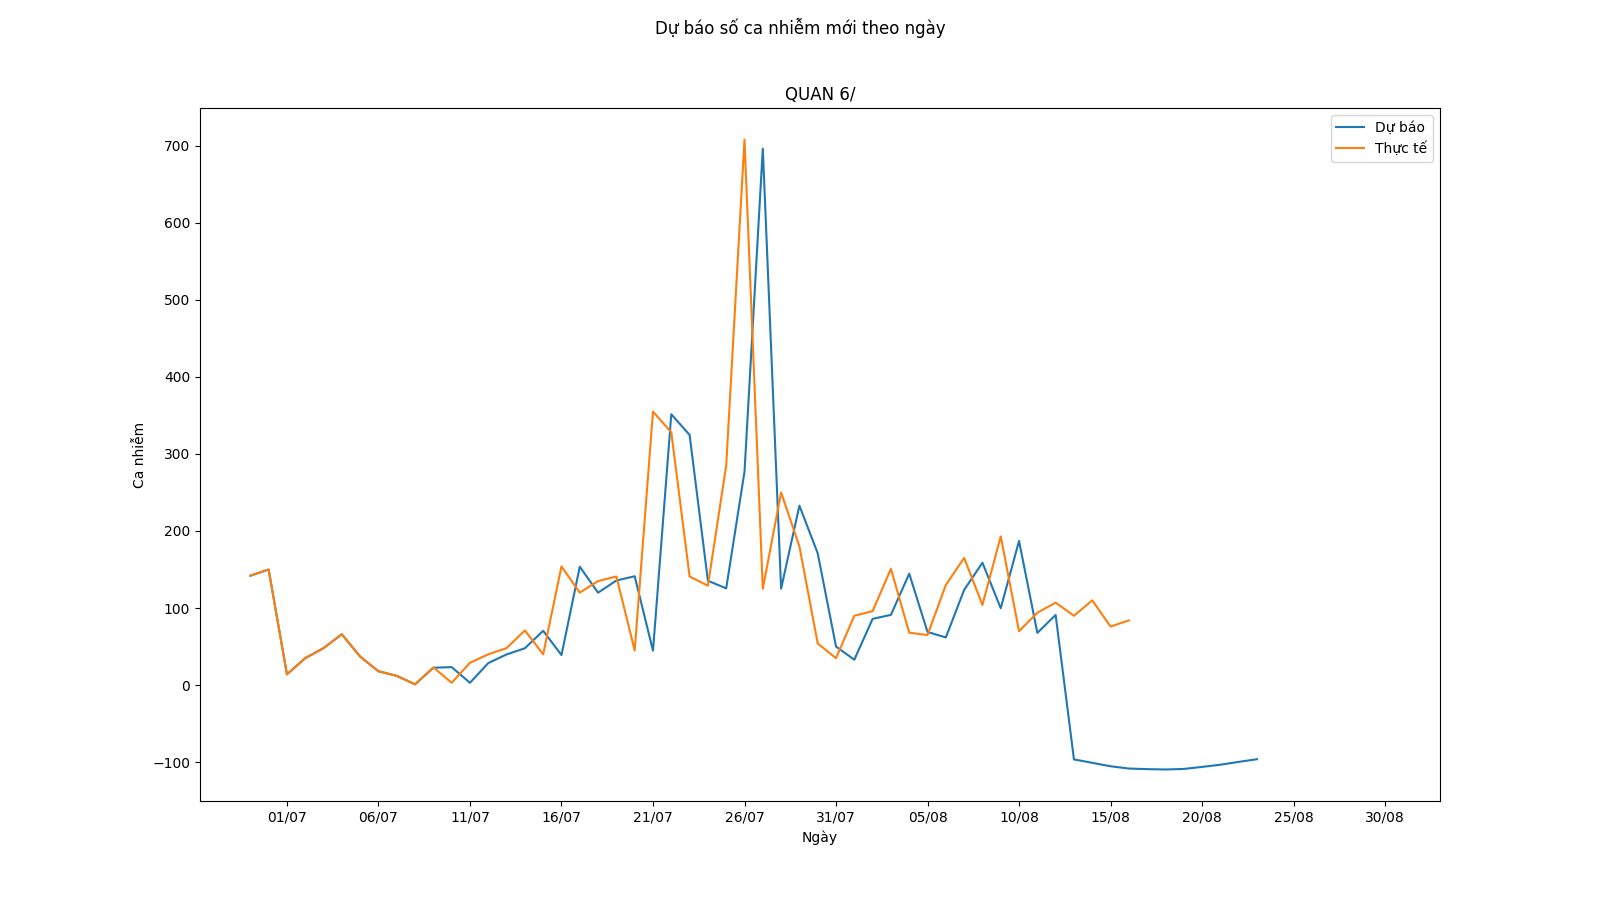 Dự báo số ca nhiễm mới theo ngày
QUAN 6/
Dự báo
Thực tế
700
600
500
400
300
200
100
0
−100
Ca nhiễm
01/07 06/07 11/07 16/07 21/07 26/07 31/07 05/08 10/08 15/08 20/08 25/08 30/08
Ngày